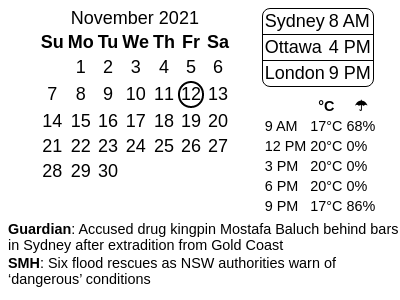 November 2021
Su Mo Tu We Th Fr Sa
1 2 3 4 5 6
7 8 9 10 11 12 13
14 15 16 17 18 19 20
21 22 23 24 25 26 27
28 29 30
Sydney 8 AM
Ottawa 4 PM
London 9 PM
°C ☂
9 AM 17°C 68%
12 PM 20°C 0%
3 PM 20°C 0%
6 PM 20°C 0%
9 PM 17°C 86%
Guardian: Accused drug kingpin Mostafa Baluch behind bars
in Sydney after extradition from Gold Coast
SMH: Six flood rescues as NSW authorities warn of
‘dangerous’ conditions